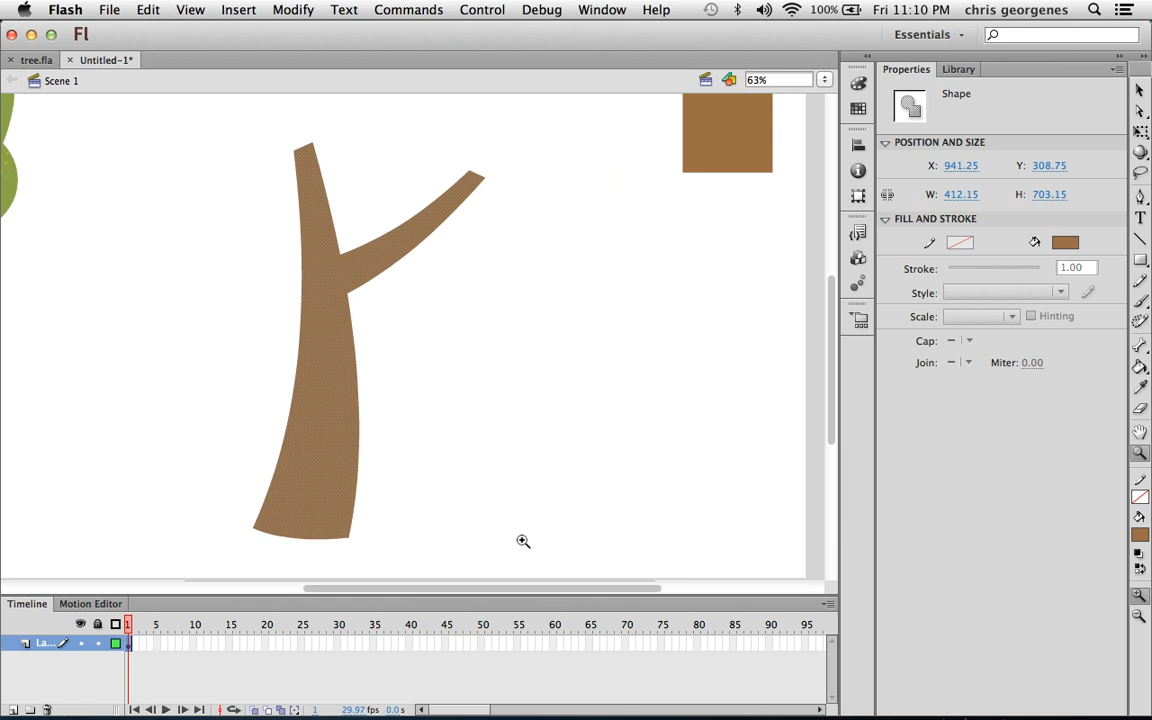 Flash File Edit View Insert Modify Text Commands Control Debug Window Help 100% Fri 11:10 PM chris georgenes
Fl Essentials
tree.fla Untitled-1*
Scene 1 63%
Properties Library
Shape
POSITION AND SIZE
X: 941.25 Y: 308.75
W: 412.15 H: 703.15
FILL AND STROKE
Stroke: 1.00
Style:
Scale: Hinting
Cap:
Join: Miter: 0.00
Timeline Motion Editor
1 5 10 15 20 25 30 35 40 45 50 55 60 65 70 75 80 85 90 95
La...
1 29.97 fps 0.0 s